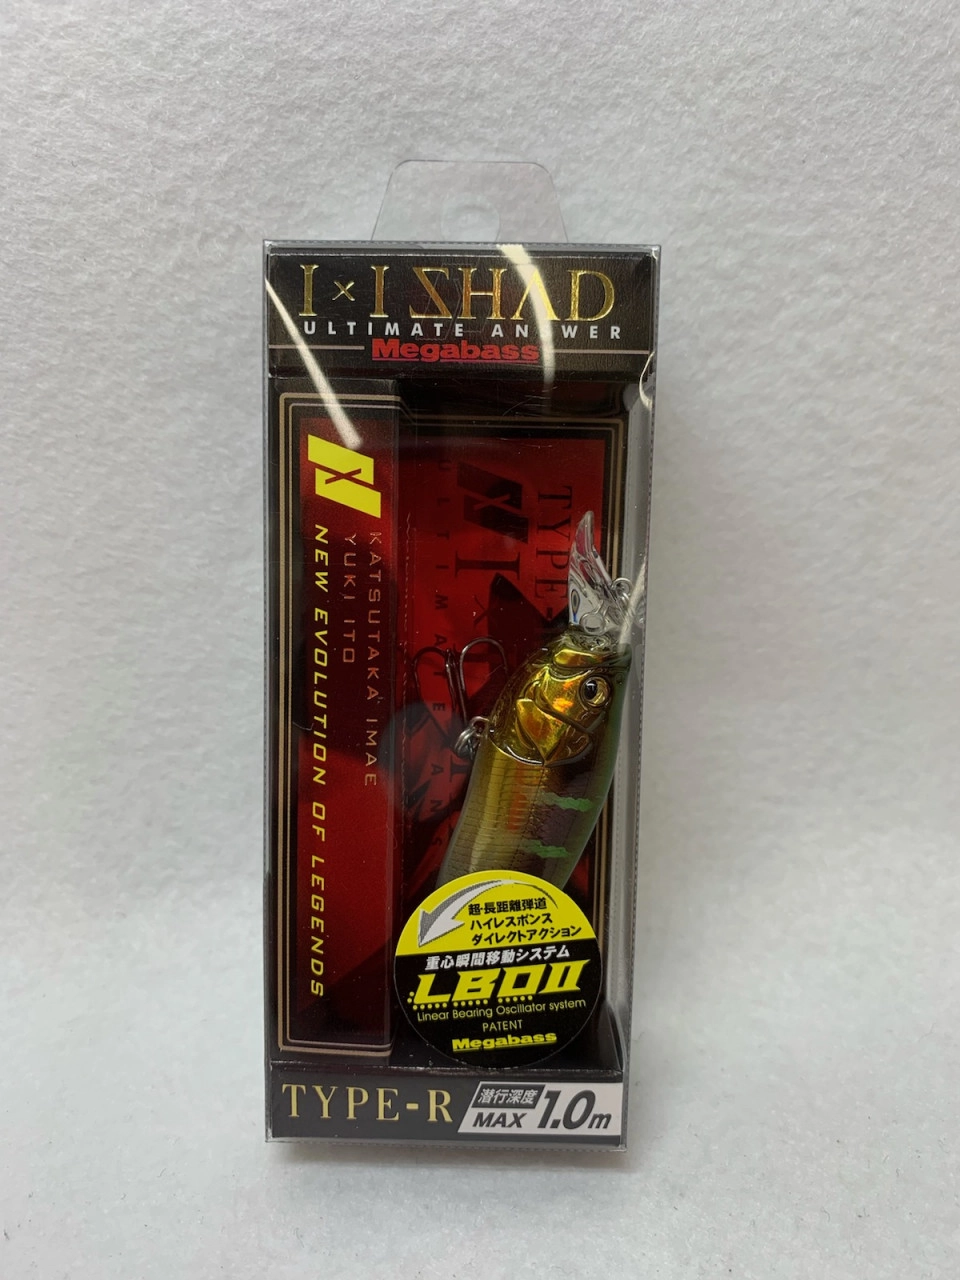 I×I SHAD
ULTIMATE ANSWER
Megabass
KATSUTAKA IMAE
YUKI ITO
NEW EVOLUTION OF LEGENDS
TYPE-
超・長距離弾道
ハイレスポンス
ダイレクトアクション
重心瞬間移動システム
LBOII
Linear Bearing Oscillator system
PATENT
Megabass
TYPE-R
潜行深度
MAX 1.0m